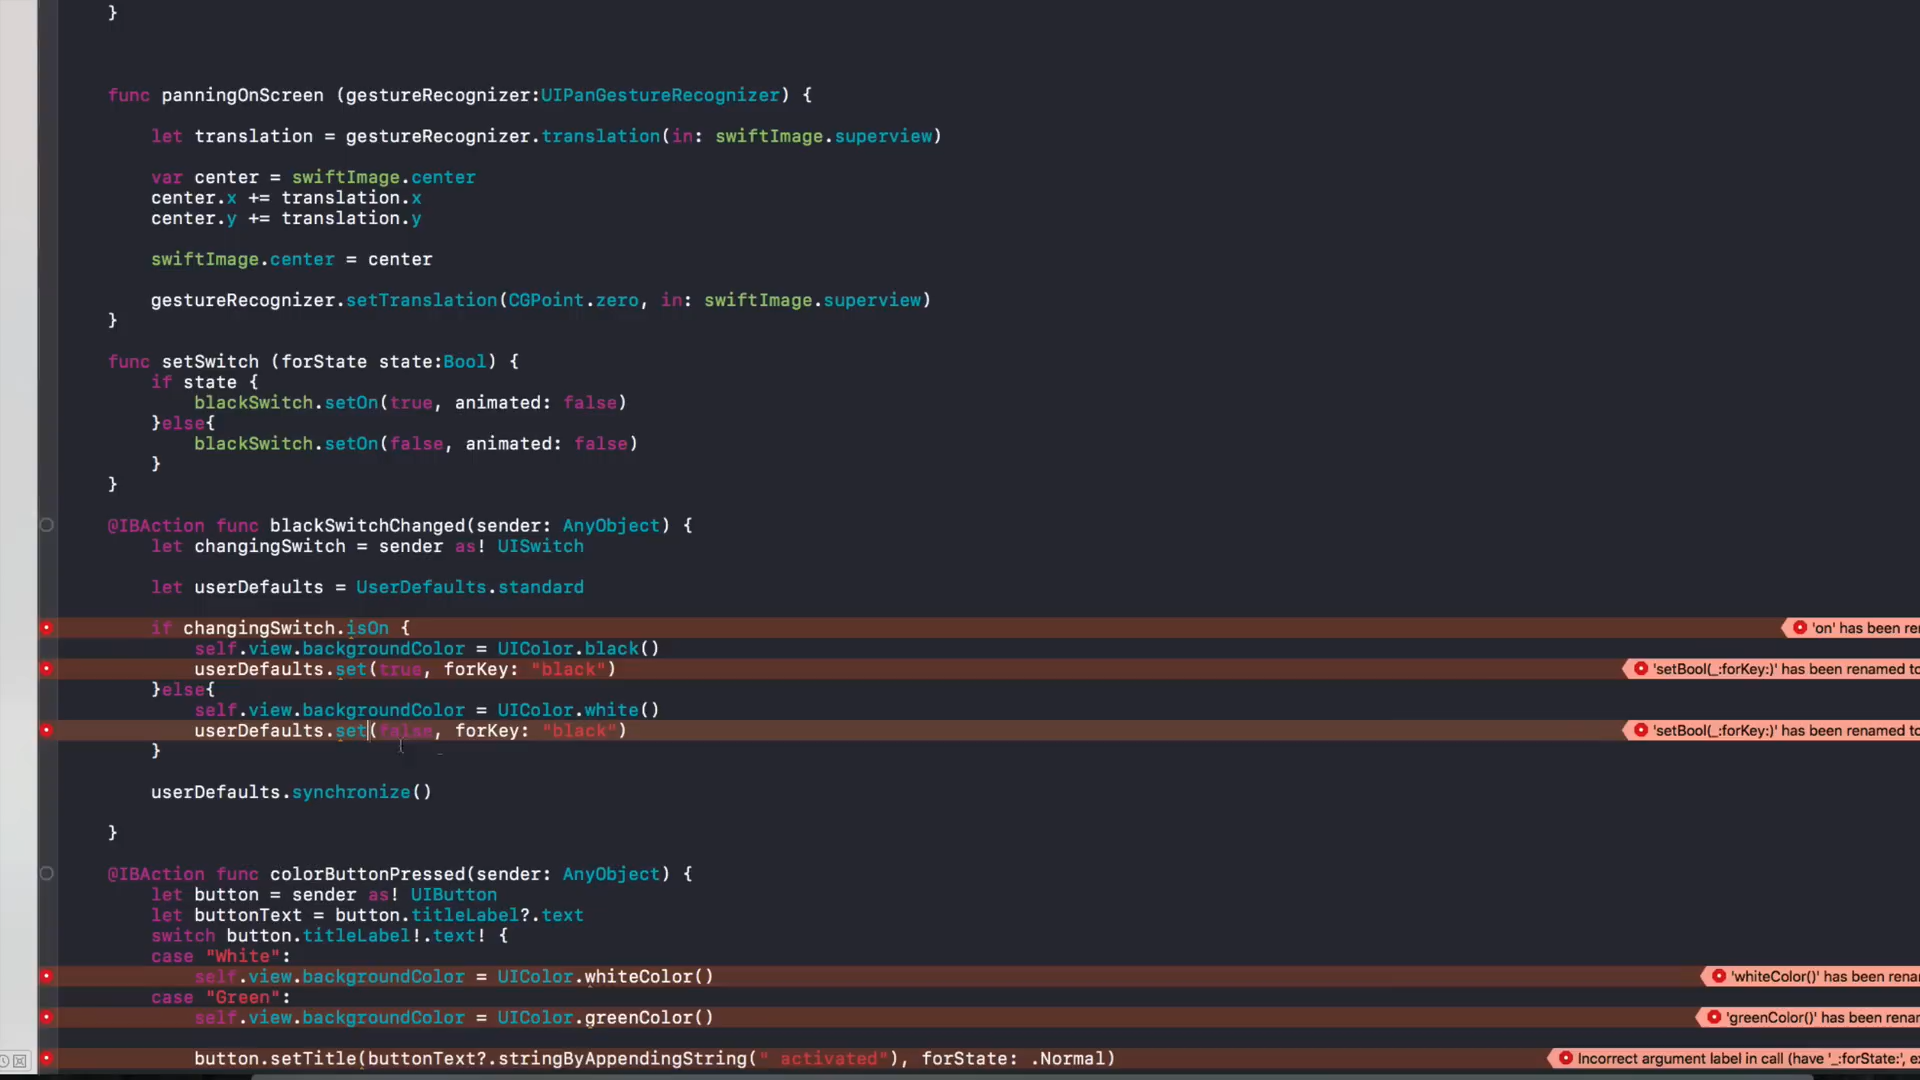 }
func panningOnScreen (gestureRecognizer:UIPanGestureRecognizer) {
let translation = gestureRecognizer.translation(in: swiftImage.superview)
var center = swiftImage.center
center.x += translation.x
center.y += translation.y
swiftImage.center = center
gestureRecognizer.setTranslation(CGPoint.zero, in: swiftImage.superview)
}
func setSwitch (forState state:Bool) {
if state {
blackSwitch.setOn(true, animated: false)
}else{
blackSwitch.setOn(false, animated: false)
}
}
@IBAction func blackSwitchChanged(sender: AnyObject) {
let changingSwitch = sender as! UISwitch
let userDefaults = UserDefaults.standard
if changingSwitch.isOn { 'on' has been ren
self.view.backgroundColor = UIColor.black()
userDefaults.set(true, forKey: "black") 'setBool(_:forKey:)' has been renamed to
}else{
self.view.backgroundColor = UIColor.white()
userDefaults.set(false, forKey: "black") 'setBool(_:forKey:)' has been renamed to
}
userDefaults.synchronize()
}
@IBAction func colorButtonPressed(sender: AnyObject) {
let button = sender as! UIButton
let buttonText = button.titleLabel?.text
switch button.titleLabel!.text! {
case "White":
self.view.backgroundColor = UIColor.whiteColor() 'whiteColor()' has been rena
case "Green":
self.view.backgroundColor = UIColor.greenColor() 'greenColor()' has been renam
button.setTitle(buttonText?.stringByAppendingString(" activated"), forState: .Normal) Incorrect argument label in call (have '_:forState:', e